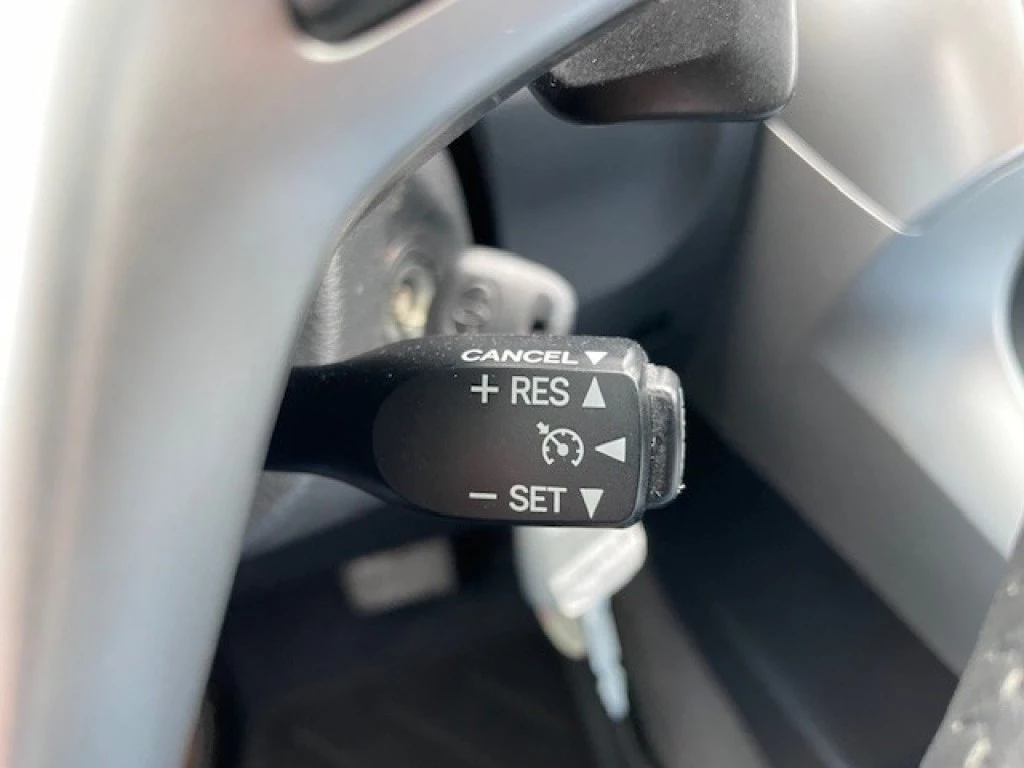 CANCEL ▼
+ RES ▲
◀
− SET ▼